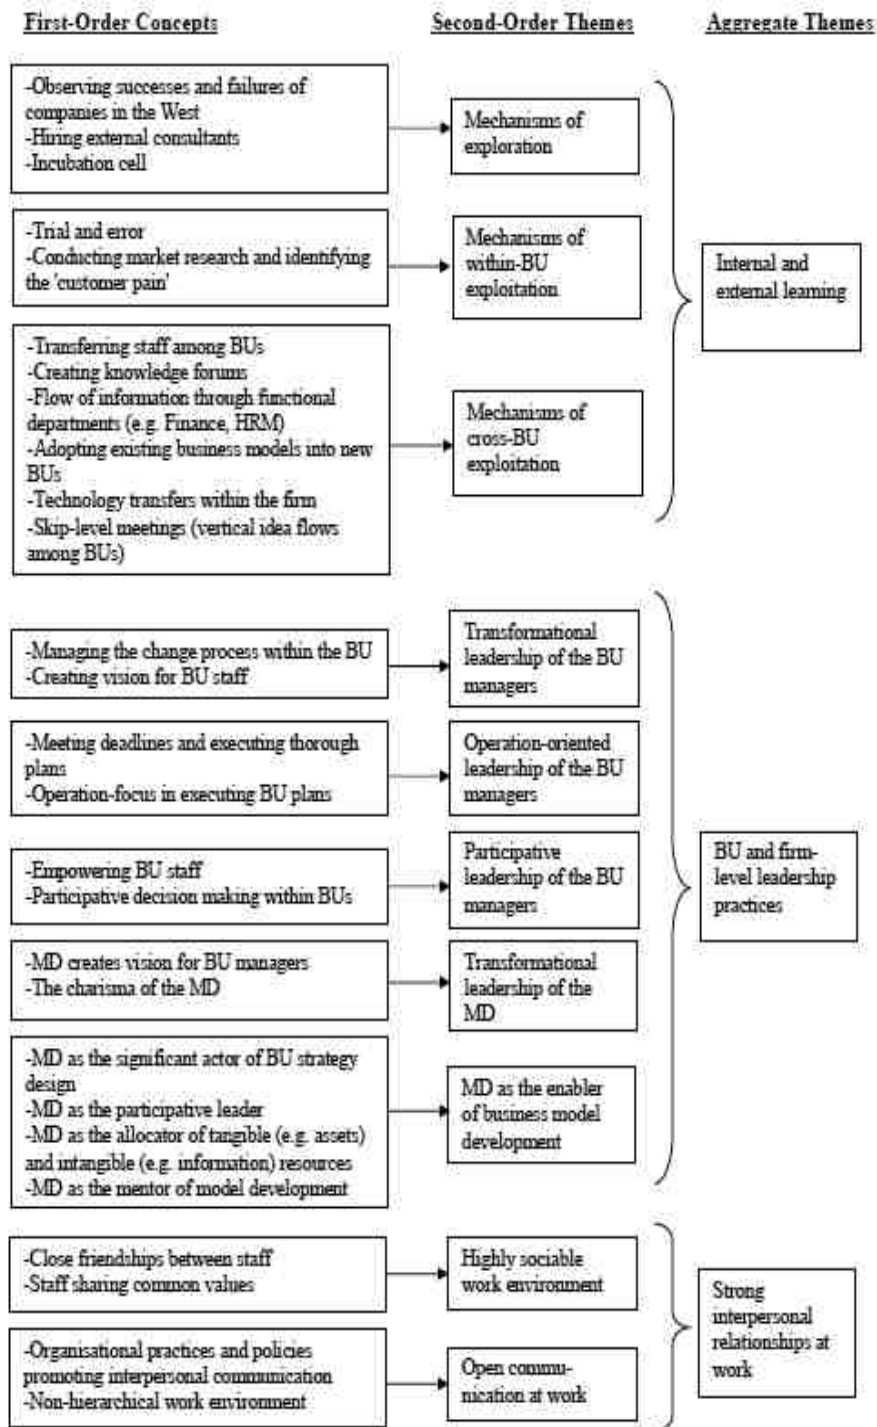 First-Order Concepts
Second-Order Themes
Aggregate Themes
-Observing successes and failures of
companies in the West
-Hiring external consultants
-Incubation cell
Mechanisms of
exploration
-Trial and error
-Conducting market research and identifying
the 'customer pain'
Mechanisms of
within-BU
exploitation
-Transferring staff among BUs
-Creating knowledge forums
-Flow of information through functional
departments (e.g. Finance, HRM)
-Adopting existing business models into new
BUs
-Technology transfers within the firm
-Skip-level meetings (vertical idea flows
among BUs)
Mechanisms of
cross-BU
exploitation
Internal and
external learning
-Managing the change process within the BU
-Creating vision for BU staff
Transformational
leadership of the BU
managers
-Meeting deadlines and executing thorough
plans
-Operation-focus in executing BU plans
Operation-oriented
leadership of the BU
managers
-Empowering BU staff
-Participative decision making within BUs
Participative
leadership of the BU
managers
-MD creates vision for BU managers
-The charisma of the MD
Transformational
leadership of the
MD
-MD as the significant actor of BU strategy
design
-MD as the participative leader
-MD as the allocator of tangible (e.g. assets)
and intangible (e.g. information) resources
-MD as the mentor of model development
MD as the enabler
of business model
development
BU and firm-
level leadership
practices
-Close friendships between staff
-Staff sharing common values
Highly sociable
work environment
-Organisational practices and policies
promoting interpersonal communication
-Non-hierarchical work environment
Open commu-
nication at work
Strong
interpersonal
relationships at
work